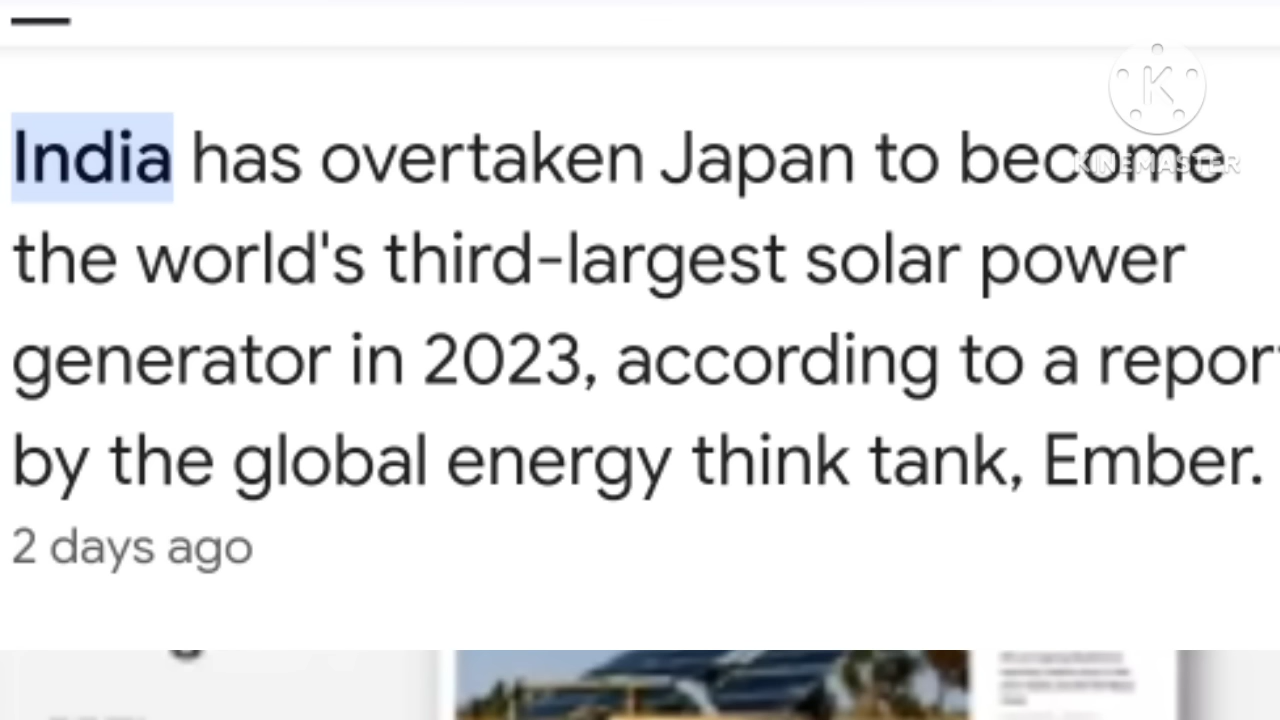 India has overtaken Japan to become
the world's third-largest solar power
generator in 2023, according to a report
by the global energy think tank, Ember.
2 days ago
K
KINEMASTER